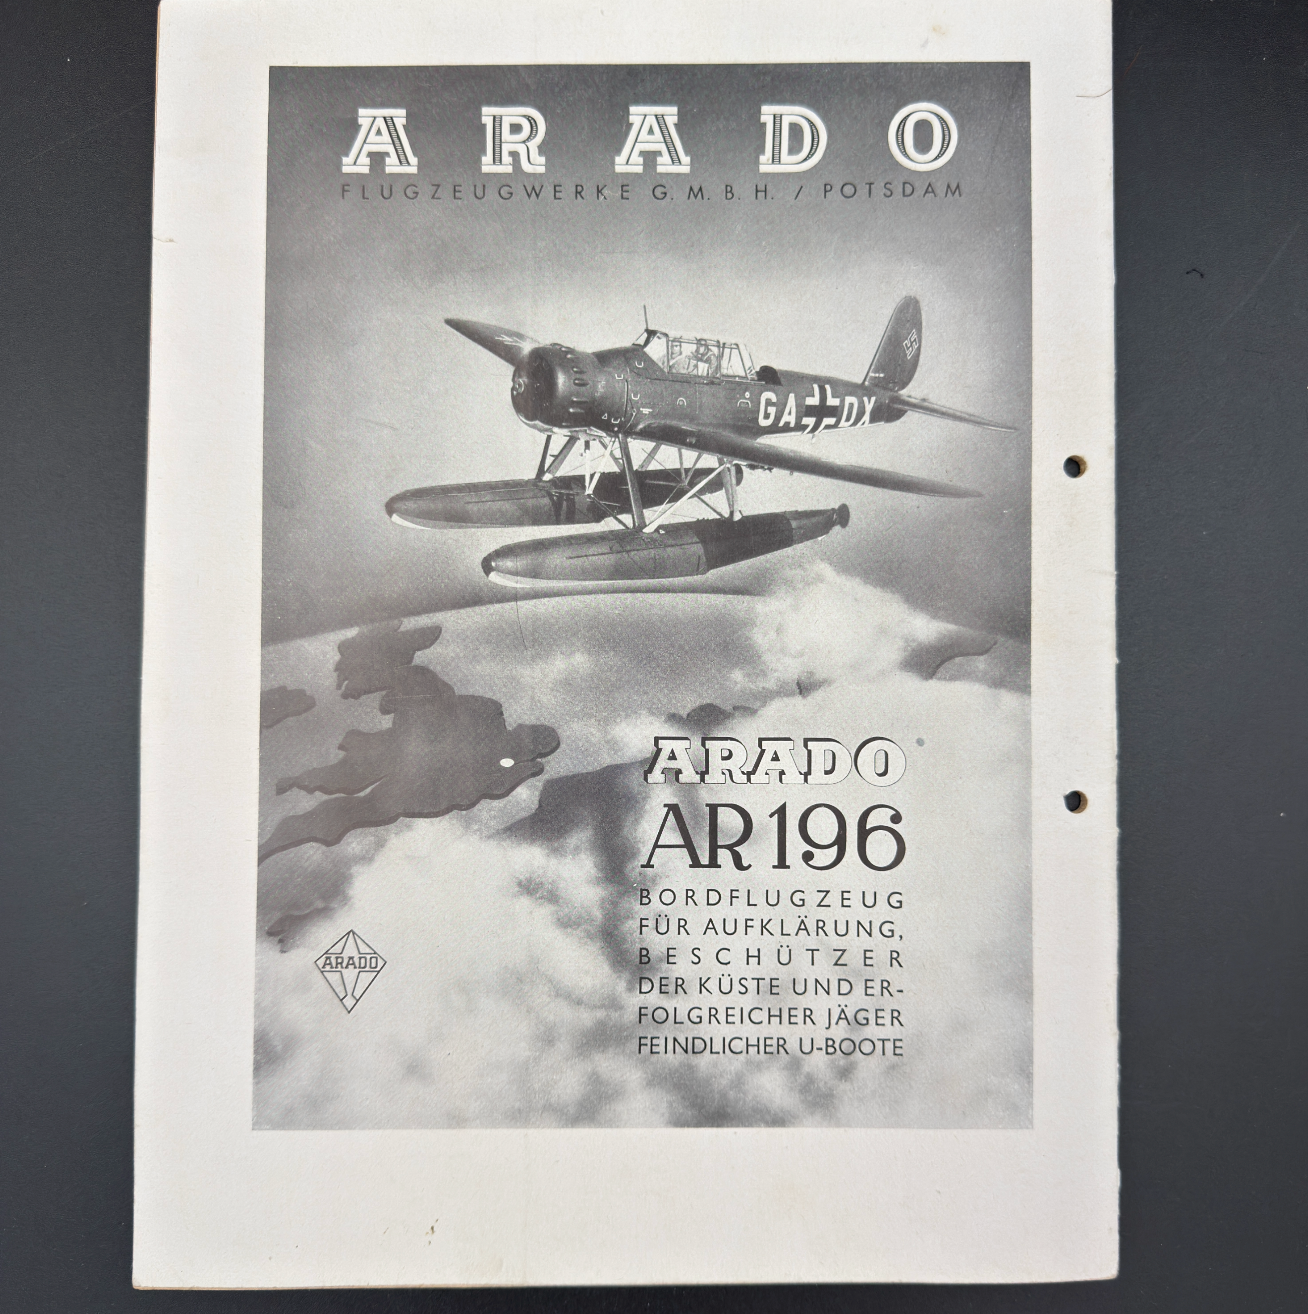 ARADO
FLUGZEUGWERKE G.M.B.H. / POTSDAM
GA DX
ARADO
AR 196
BORDFLUGZEUG
FÜR AUFKLÄRUNG,
BESCHÜTZER
DER KÜSTE UND ER-
FOLGREICHER JÄGER
FEINDLICHER U-BOOTE
ARADO